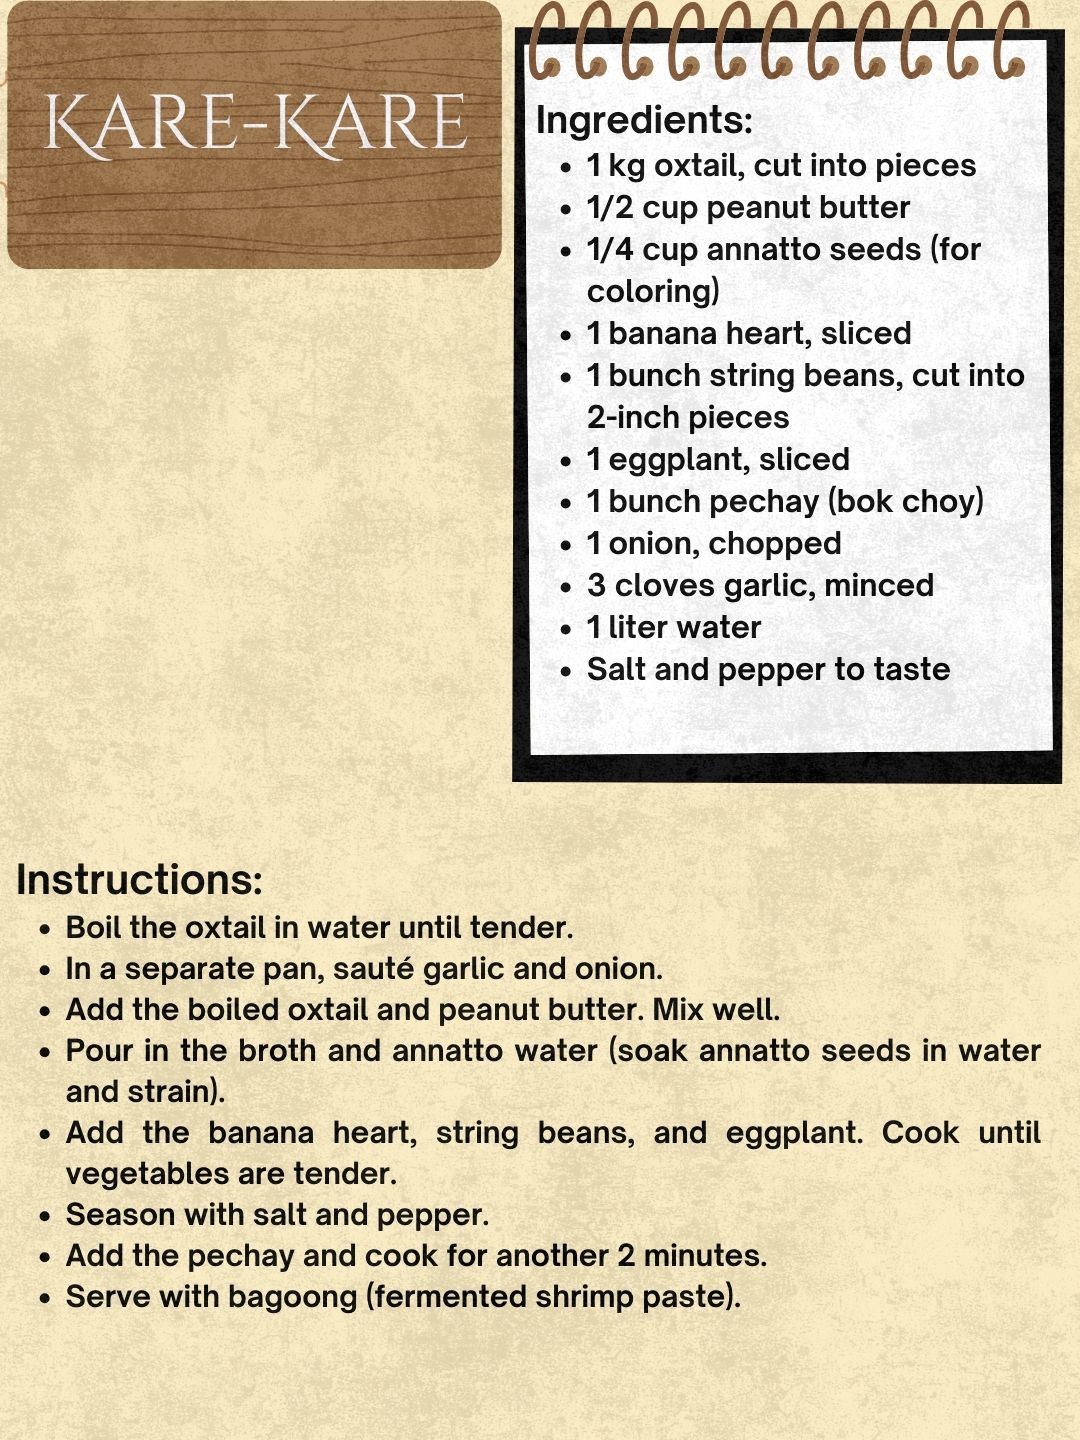 KARE-KARE
Ingredients:
• 1 kg oxtail, cut into pieces
• 1/2 cup peanut butter
• 1/4 cup annatto seeds (for
coloring)
• 1 banana heart, sliced
• 1 bunch string beans, cut into
2-inch pieces
• 1 eggplant, sliced
• 1 bunch pechay (bok choy)
• 1 onion, chopped
• 3 cloves garlic, minced
• 1 liter water
• Salt and pepper to taste
Instructions:
• Boil the oxtail in water until tender.
• In a separate pan, sauté garlic and onion.
• Add the boiled oxtail and peanut butter. Mix well.
• Pour in the broth and annatto water (soak annatto seeds in water
and strain).
• Add the banana heart, string beans, and eggplant. Cook until
vegetables are tender.
• Season with salt and pepper.
• Add the pechay and cook for another 2 minutes.
• Serve with bagoong (fermented shrimp paste).